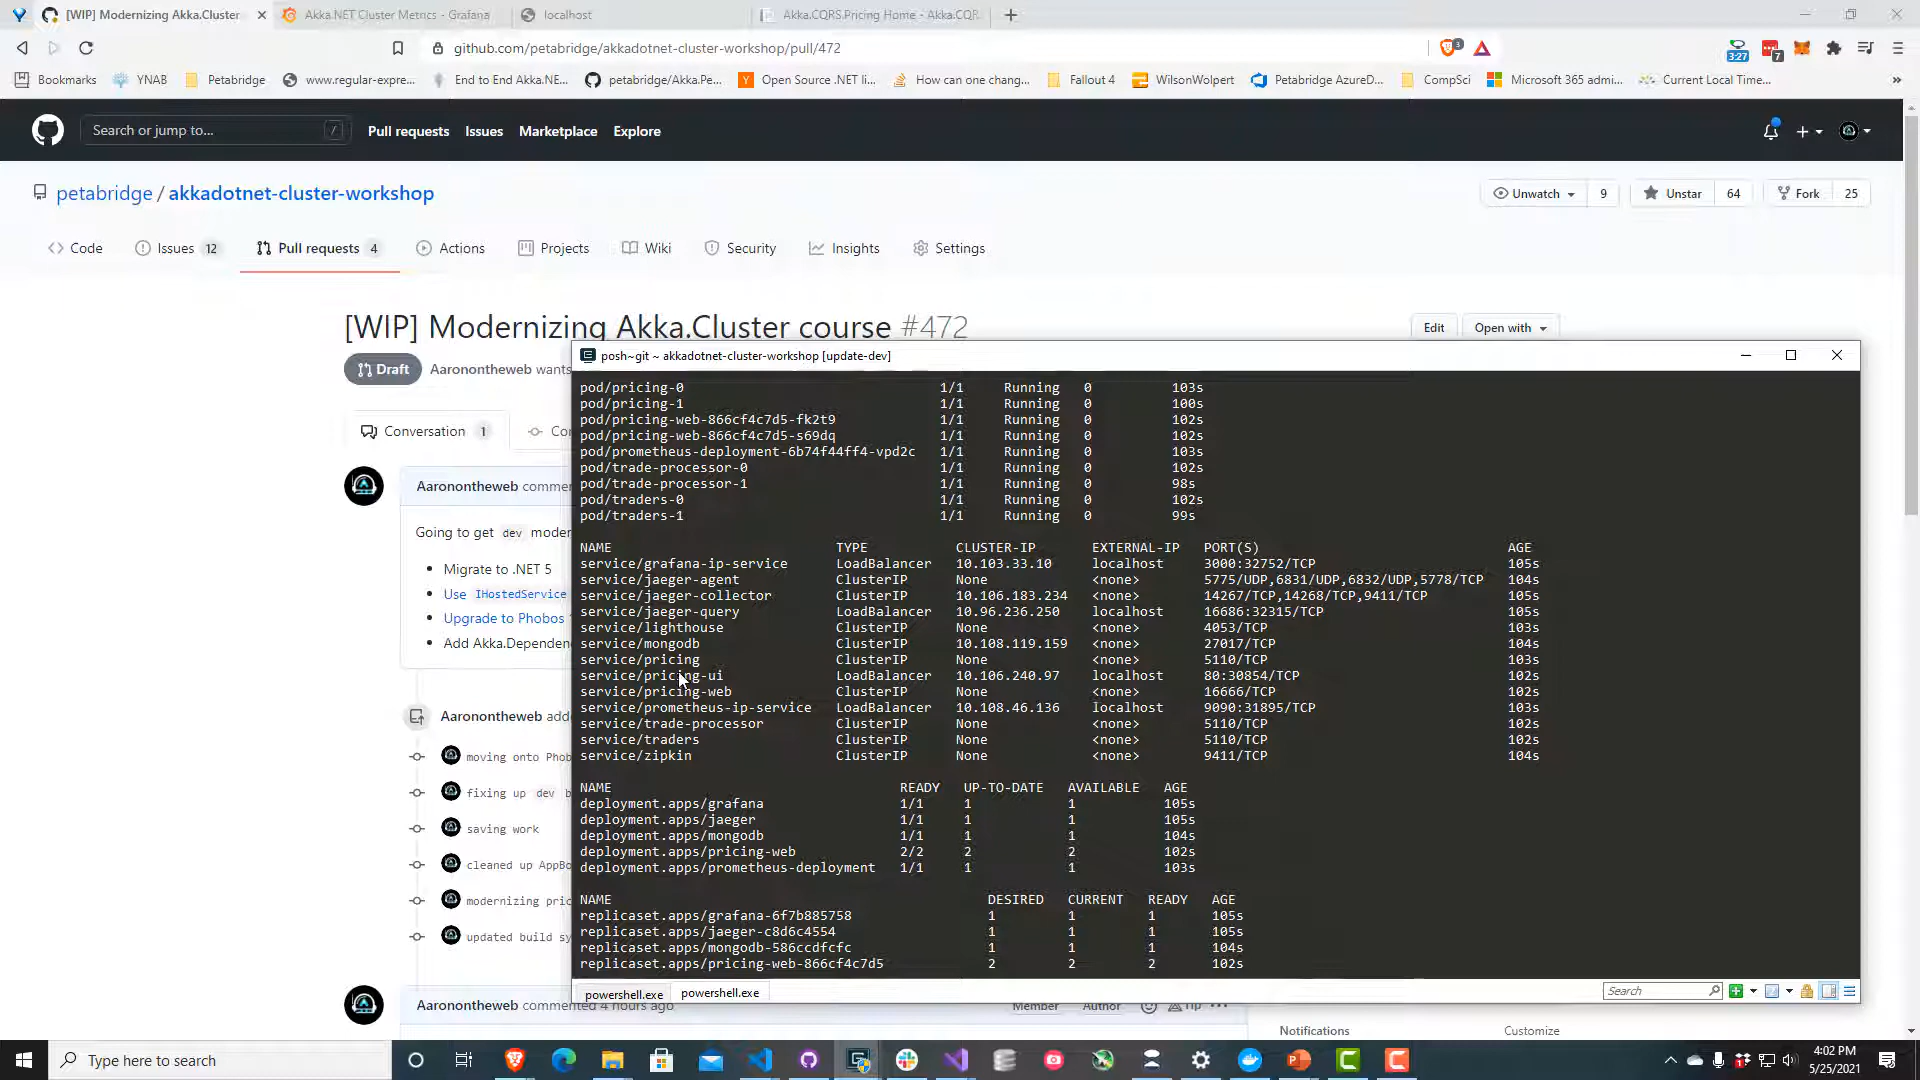 [WIP] Modernizing Akka.Cluster
Akka.NET Cluster Metrics - Grafana
localhost
Akka.CQRS.Pricing Home - Akka.CQR
github.com/petabridge/akkadotnet-cluster-workshop/pull/472
3
3:27
7
Bookmarks
YNAB
Petabridge
www.regular-expre...
End to End Akka.NE...
petabridge/Akka.Pe...
Open Source .NET li...
How can one chang...
Fallout 4
WilsonWolpert
Petabridge AzureD...
CompSci
Microsoft 365 admi...
Current Local Time...
Search or jump to...
/
Pull requests
Issues
Marketplace
Explore
petabridge / akkadotnet-cluster-workshop
Unwatch
9
Unstar
64
Fork
25
Code
Issues 12
Pull requests 4
Actions
Projects
Wiki
Security
Insights
Settings
[WIP] Modernizing Akka.Cluster course #472
Edit
Open with
Draft
Aaronontheweb wants
Conversation 1
Co
Aaronontheweb comme
Going to get dev moder
Migrate to .NET 5
Use IHostedService
Upgrade to Phobos
Add Akka.Dependen
Aaronontheweb add
moving onto Phob
fixing up dev b
saving work
cleaned up AppBo
modernizing pric
updated build sy
Aaronontheweb commented 4 hours ago
Member
Author
Tip
Notifications
Customize
posh~git ~ akkadotnet-cluster-workshop [update-dev]
pod/pricing-0 1/1 Running 0 103s
pod/pricing-1 1/1 Running 0 100s
pod/pricing-web-866cf4c7d5-fk2t9 1/1 Running 0 102s
pod/pricing-web-866cf4c7d5-s69dq 1/1 Running 0 102s
pod/prometheus-deployment-6b74f44ff4-vpd2c 1/1 Running 0 103s
pod/trade-processor-0 1/1 Running 0 102s
pod/trade-processor-1 1/1 Running 0 98s
pod/traders-0 1/1 Running 0 102s
pod/traders-1 1/1 Running 0 99s
NAME TYPE CLUSTER-IP EXTERNAL-IP PORT(S) AGE
service/grafana-ip-service LoadBalancer 10.103.33.10 localhost 3000:32752/TCP 105s
service/jaeger-agent ClusterIP None <none> 5775/UDP,6831/UDP,6832/UDP,5778/TCP 104s
service/jaeger-collector ClusterIP 10.106.183.234 <none> 14267/TCP,14268/TCP,9411/TCP 105s
service/jaeger-query LoadBalancer 10.96.236.250 localhost 16686:32315/TCP 105s
service/lighthouse ClusterIP None <none> 4053/TCP 103s
service/mongodb ClusterIP 10.108.119.159 <none> 27017/TCP 104s
service/pricing ClusterIP None <none> 5110/TCP 103s
service/pricing-ui LoadBalancer 10.106.240.97 localhost 80:30854/TCP 102s
service/pricing-web ClusterIP None <none> 16666/TCP 102s
service/prometheus-ip-service LoadBalancer 10.108.46.136 localhost 9090:31895/TCP 103s
service/trade-processor ClusterIP None <none> 5110/TCP 102s
service/traders ClusterIP None <none> 5110/TCP 102s
service/zipkin ClusterIP None <none> 9411/TCP 104s
NAME READY UP-TO-DATE AVAILABLE AGE
deployment.apps/grafana 1/1 1 1 105s
deployment.apps/jaeger 1/1 1 1 105s
deployment.apps/mongodb 1/1 1 1 104s
deployment.apps/pricing-web 2/2 2 2 102s
deployment.apps/prometheus-deployment 1/1 1 1 103s
NAME DESIRED CURRENT READY AGE
replicaset.apps/grafana-6f7b885758 1 1 1 105s
replicaset.apps/jaeger-c8d6c4554 1 1 1 105s
replicaset.apps/mongodb-586ccdfcfc 1 1 1 104s
replicaset.apps/pricing-web-866cf4c7d5 2 2 2 102s
powershell.exe
powershell.exe
Search
Type here to search
4:02 PM
5/25/2021